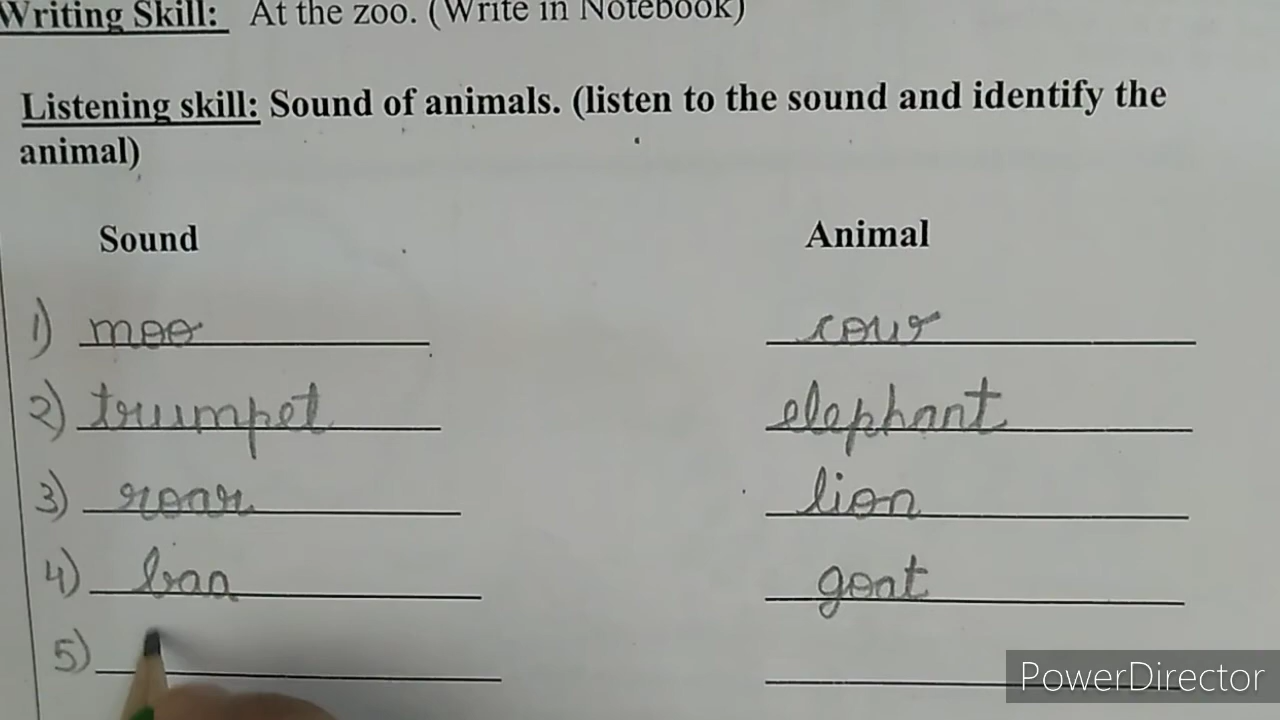 Writing Skill: At the zoo. (Write in Notebook)
Listening skill: Sound of animals. (listen to the sound and identify the
animal)
Sound Animal
1) moo cow
2) trumpet elephant
3) roar lion
4) baa goat
5)
PowerDirector